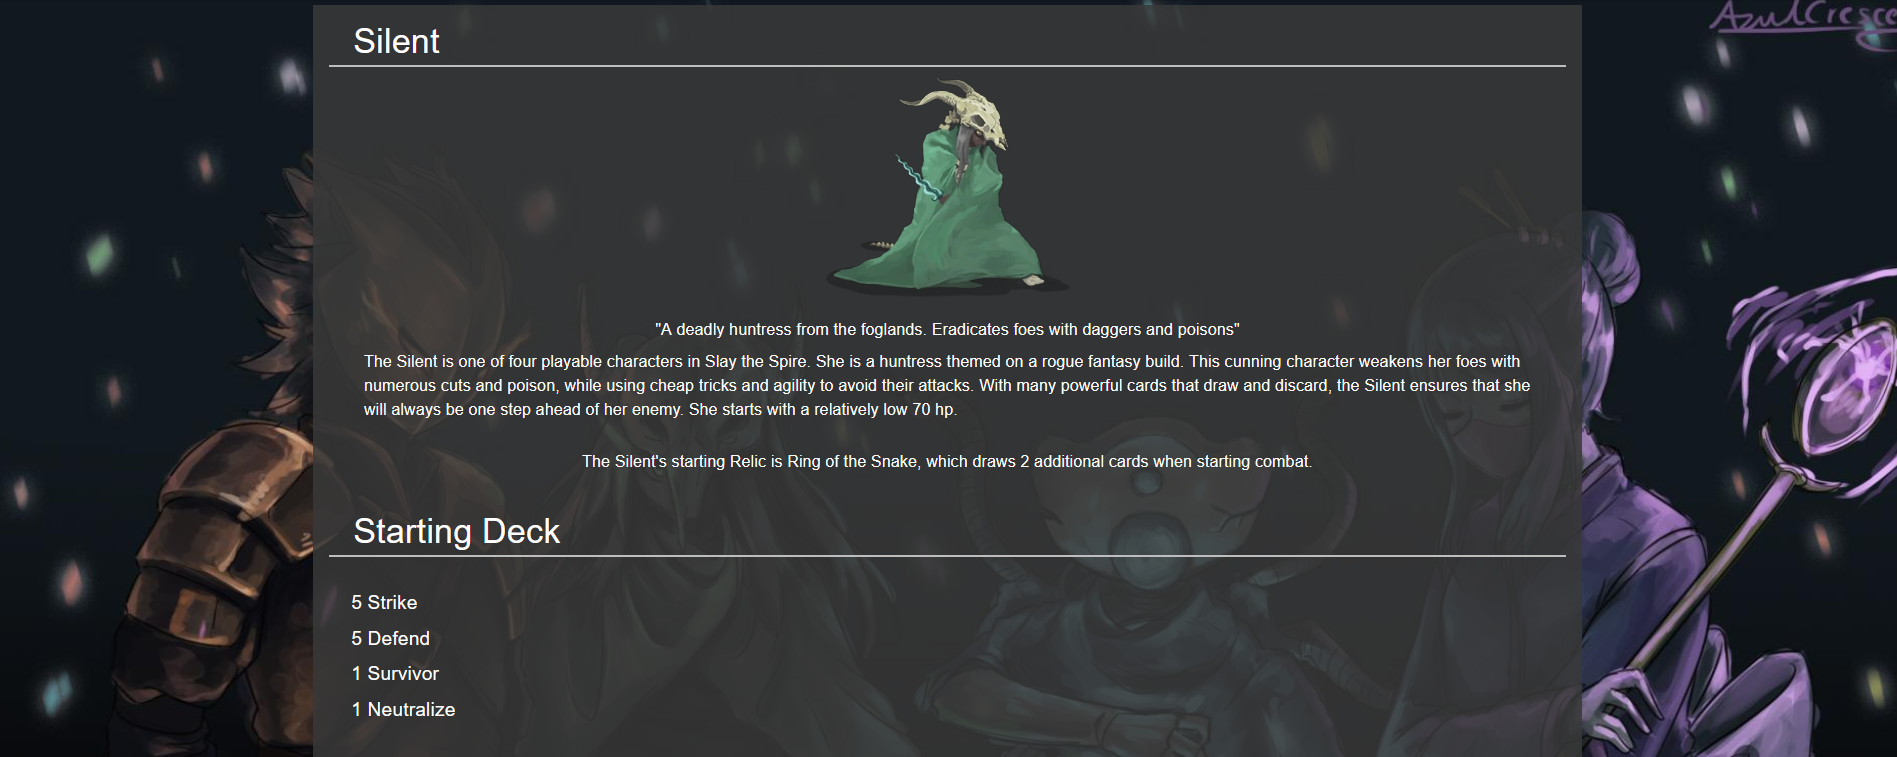 AzulCresce
Silent
"A deadly huntress from the foglands. Eradicates foes with daggers and poisons"
The Silent is one of four playable characters in Slay the Spire. She is a huntress themed on a rogue fantasy build. This cunning character weakens her foes with
numerous cuts and poison, while using cheap tricks and agility to avoid their attacks. With many powerful cards that draw and discard, the Silent ensures that she
will always be one step ahead of her enemy. She starts with a relatively low 70 hp.
The Silent's starting Relic is Ring of the Snake, which draws 2 additional cards when starting combat.
Starting Deck
5 Strike
5 Defend
1 Survivor
1 Neutralize